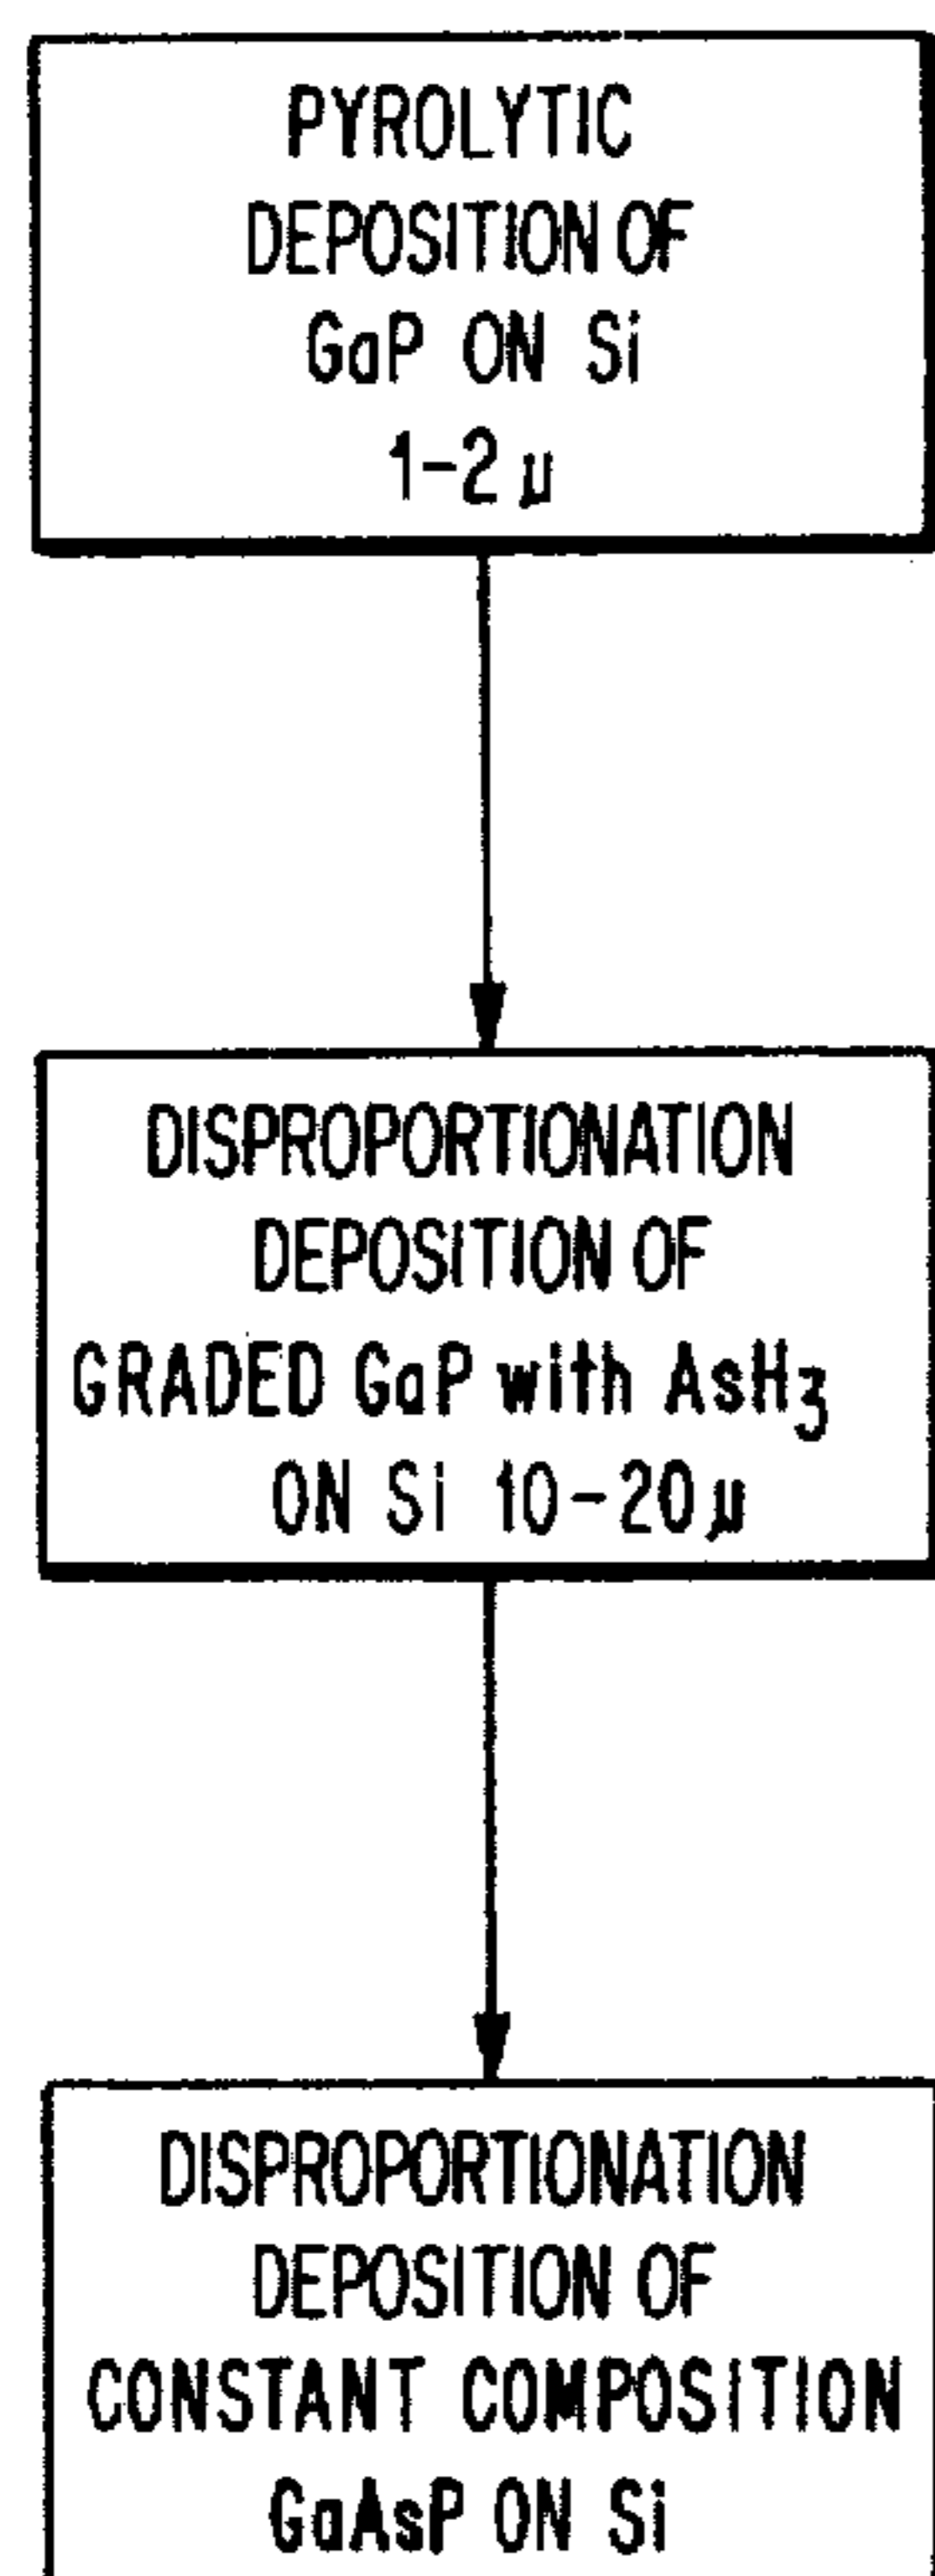 PYROLYTIC
DEPOSITION OF
GaP ON Si
1-2 μ
DISPROPORTIONATION
DEPOSITION OF
GRADED GaP with AsH3
ON Si 10-20 μ
DISPROPORTIONATION
DEPOSITION OF
CONSTANT COMPOSITION
GaAsP ON Si